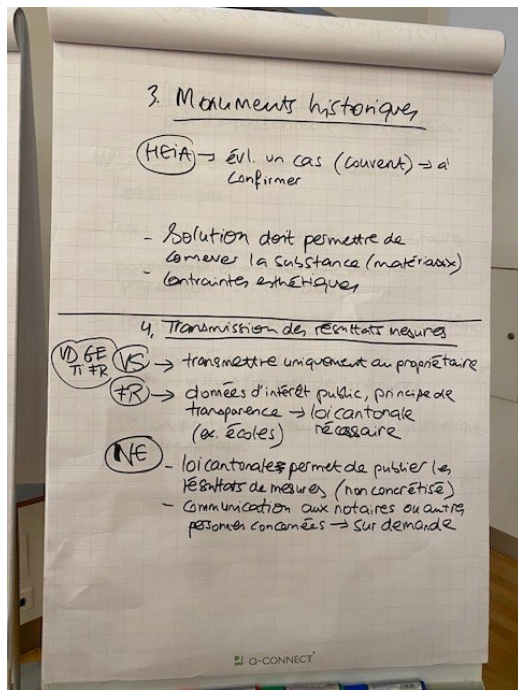 3. Monuments historiques
HEIA → évl. un cas (couvent) → à
confirmer
- Solution doit permettre de
conserver la substance (matériaux)
- Contraintes esthétiques
4. Transmission des résultats mesures
VD GE
TI FR
VS → transmettre uniquement au propriétaire
FR → données d'intérêt public, principe de
transparence → loi cantonale
(ex. écoles) nécessaire
NE
- loi cantonale permet de publier les
résultats de mesures (non concrétisé)
- Communication aux notaires ou autres
personnes concernées → sur demande
Q-CONNECT